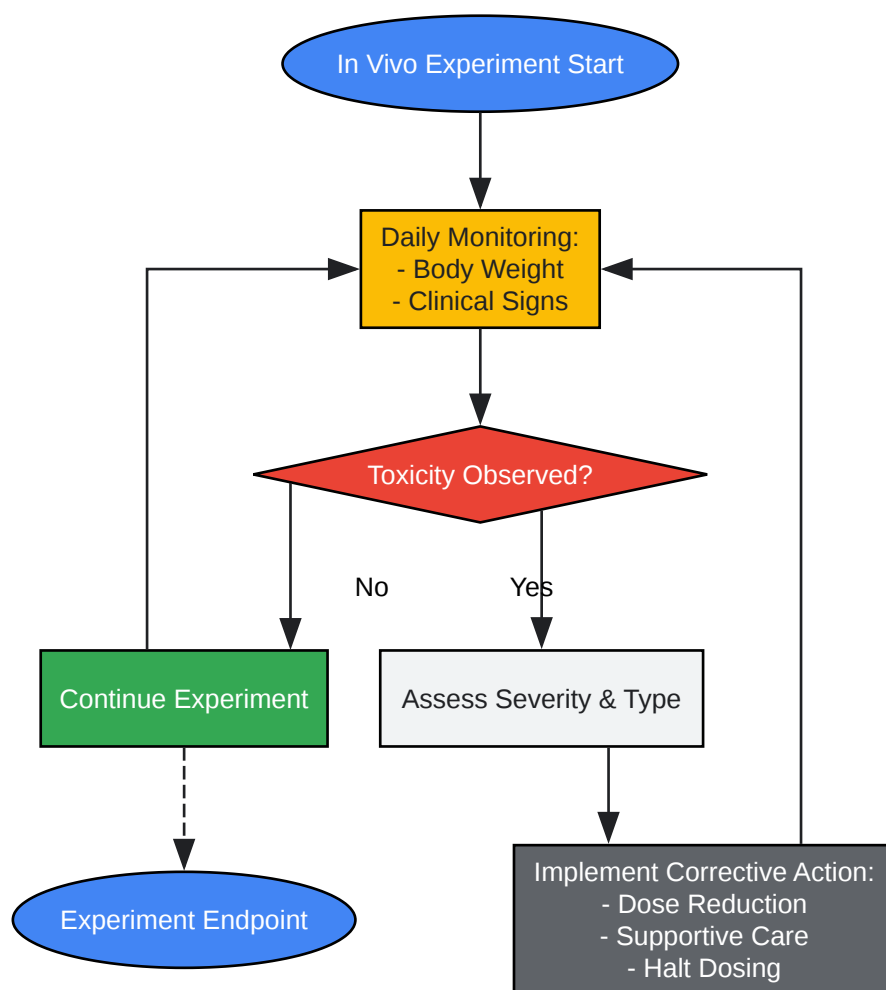 In Vivo Experiment Start
Daily Monitoring:
- Body Weight
- Clinical Signs
Toxicity Observed?
No
Yes
Continue Experiment
Assess Severity & Type
Implement Corrective Action:
- Dose Reduction
- Supportive Care
- Halt Dosing
Experiment Endpoint